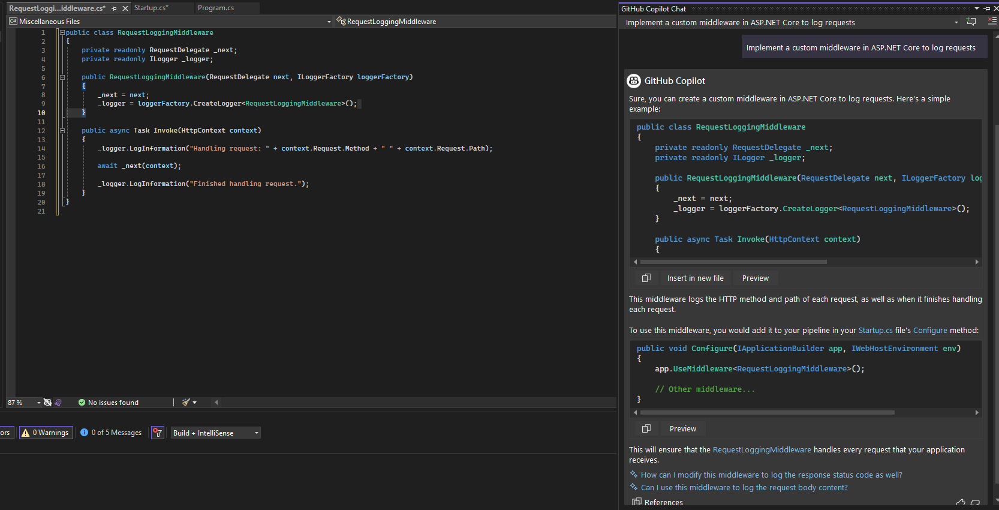 RequestLoggi...iddleware.cs*
Startup.cs*
Program.cs
C# Miscellaneous Files
RequestLoggingMiddleware
1 public class RequestLoggingMiddleware
2 {
3 private readonly RequestDelegate _next;
4 private readonly ILogger _logger;
5
6 public RequestLoggingMiddleware(RequestDelegate next, ILoggerFactory loggerFactory)
7 {
8 _next = next;
9 _logger = loggerFactory.CreateLogger<RequestLoggingMiddleware>();
10 }
11
12 public async Task Invoke(HttpContext context)
13 {
14 _logger.LogInformation("Handling request: " + context.Request.Method + " " + context.Request.Path);
15
16 await _next(context);
17
18 _logger.LogInformation("Finished handling request.");
19 }
20 }
21
87 %
No issues found
ors
0 Warnings
0 of 5 Messages
Build + IntelliSense
GitHub Copilot Chat
Implement a custom middleware in ASP.NET Core to log requests
Implement a custom middleware in ASP.NET Core to log requests
GitHub Copilot
Sure, you can create a custom middleware in ASP.NET Core to log requests. Here's a simple
example:
public class RequestLoggingMiddleware
{
private readonly RequestDelegate _next;
private readonly ILogger _logger;
public RequestLoggingMiddleware(RequestDelegate next, ILoggerFactory log
{
_next = next;
_logger = loggerFactory.CreateLogger<RequestLoggingMiddleware>();
}
public async Task Invoke(HttpContext context)
{
Insert in new file
Preview
This middleware logs the HTTP method and path of each request, as well as when it finishes handling
each request.
To use this middleware, you would add it to your pipeline in your Startup.cs file's Configure method:
public void Configure(IApplicationBuilder app, IWebHostEnvironment env)
{
app.UseMiddleware<RequestLoggingMiddleware>();
// Other middleware...
}
Preview
This will ensure that the RequestLoggingMiddleware handles every request that your application
receives.
How can I modify this middleware to log the response status code as well?
Can I use this middleware to log the request body content?
References